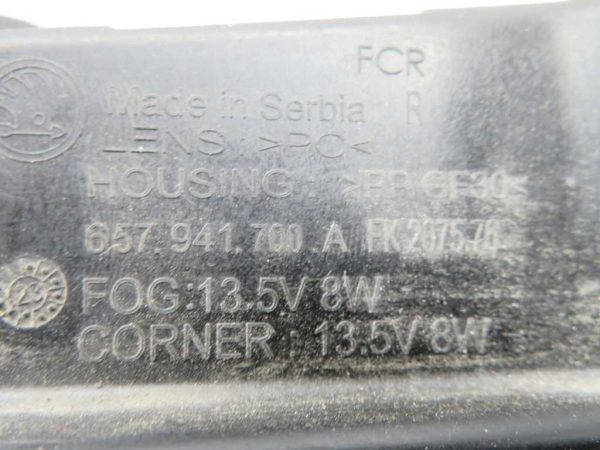 FCR
Made in Serbia R
LENS : >PC<
HOUSING : >PP GF30<
657.941.700 A FK207578
FOG:13.5V 8W
CORNER : 13.5V 8W